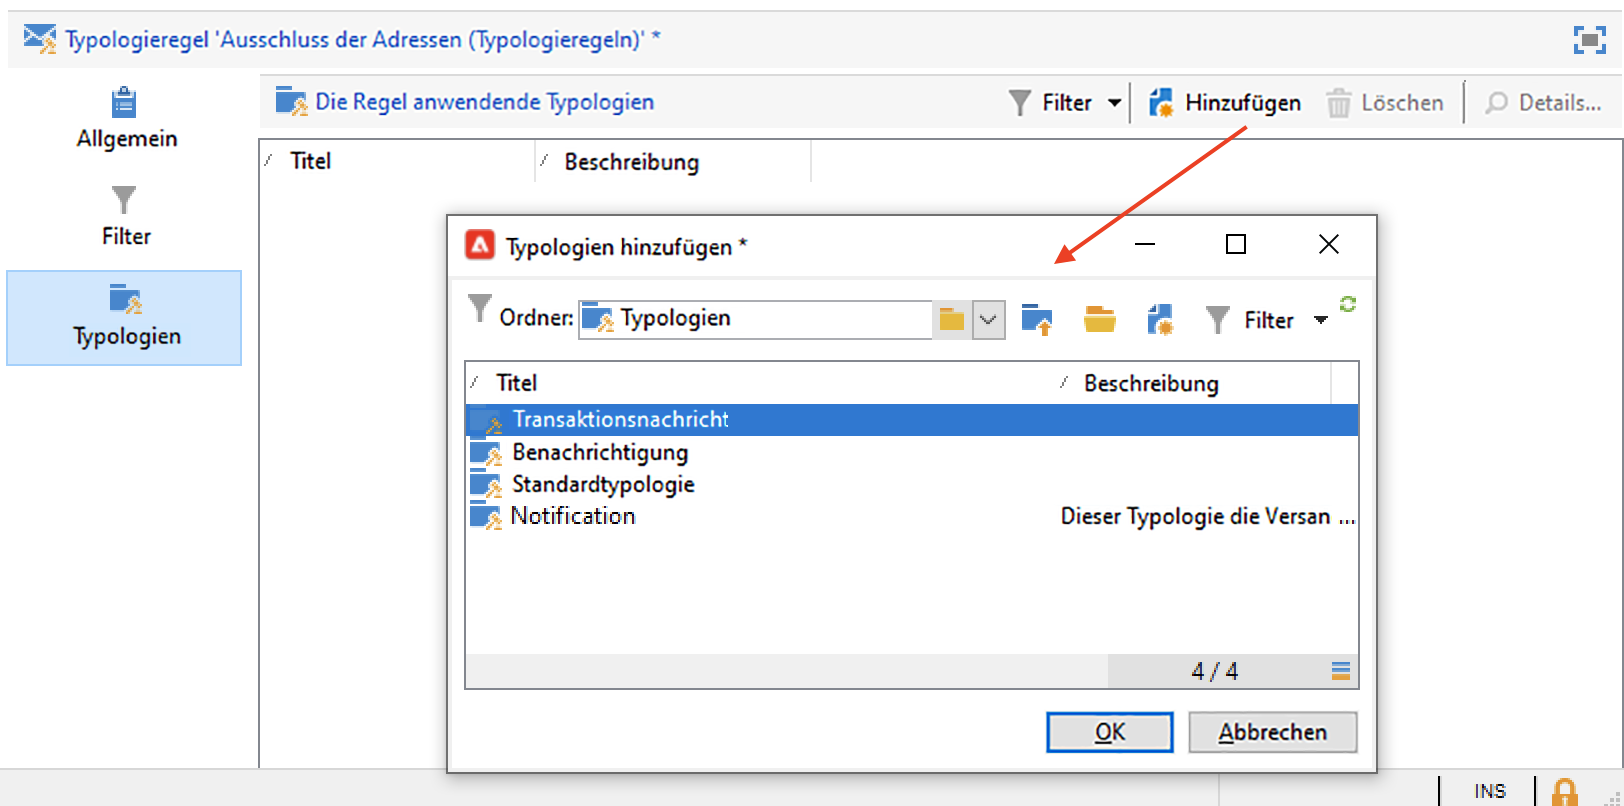 Typologieregel 'Ausschluss der Adressen (Typologieregeln)' *
Allgemein
Filter
Typologien
Die Regel anwendende Typologien
Filter
Hinzufügen
Löschen
Details...
Titel
Beschreibung
Typologien hinzufügen *
Ordner: Typologien
Filter
Titel
Beschreibung
Transaktionsnachricht
Benachrichtigung
Standardtypologie
Notification
Dieser Typologie die Versan ...
4 / 4
OK
Abbrechen
INS